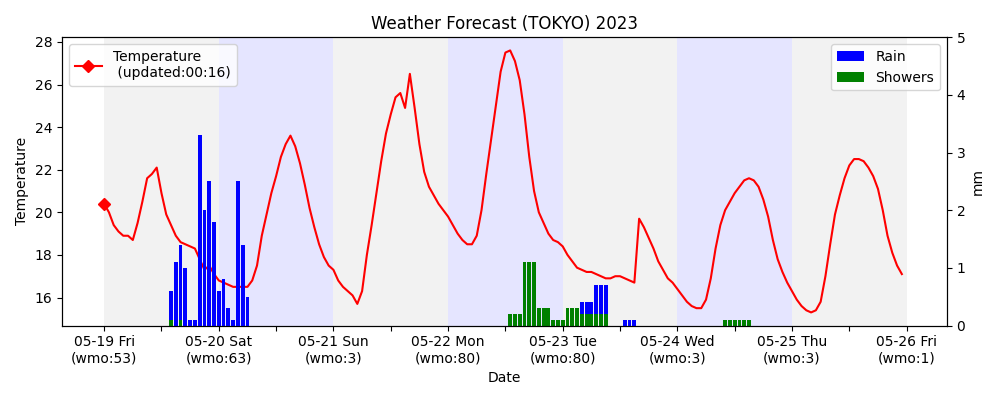 Weather Forecast (TOKYO) 2023
Temperature
(updated:00:16)
Rain
Showers
28
26
24
22
20
18
16
Temperature
5
4
3
2
1
0
mm
05-19 Fri
(wmo:53)
05-20 Sat
(wmo:63)
05-21 Sun
(wmo:3)
05-22 Mon
(wmo:80)
05-23 Tue
(wmo:80)
05-24 Wed
(wmo:3)
05-25 Thu
(wmo:3)
05-26 Fri
(wmo:1)
Date